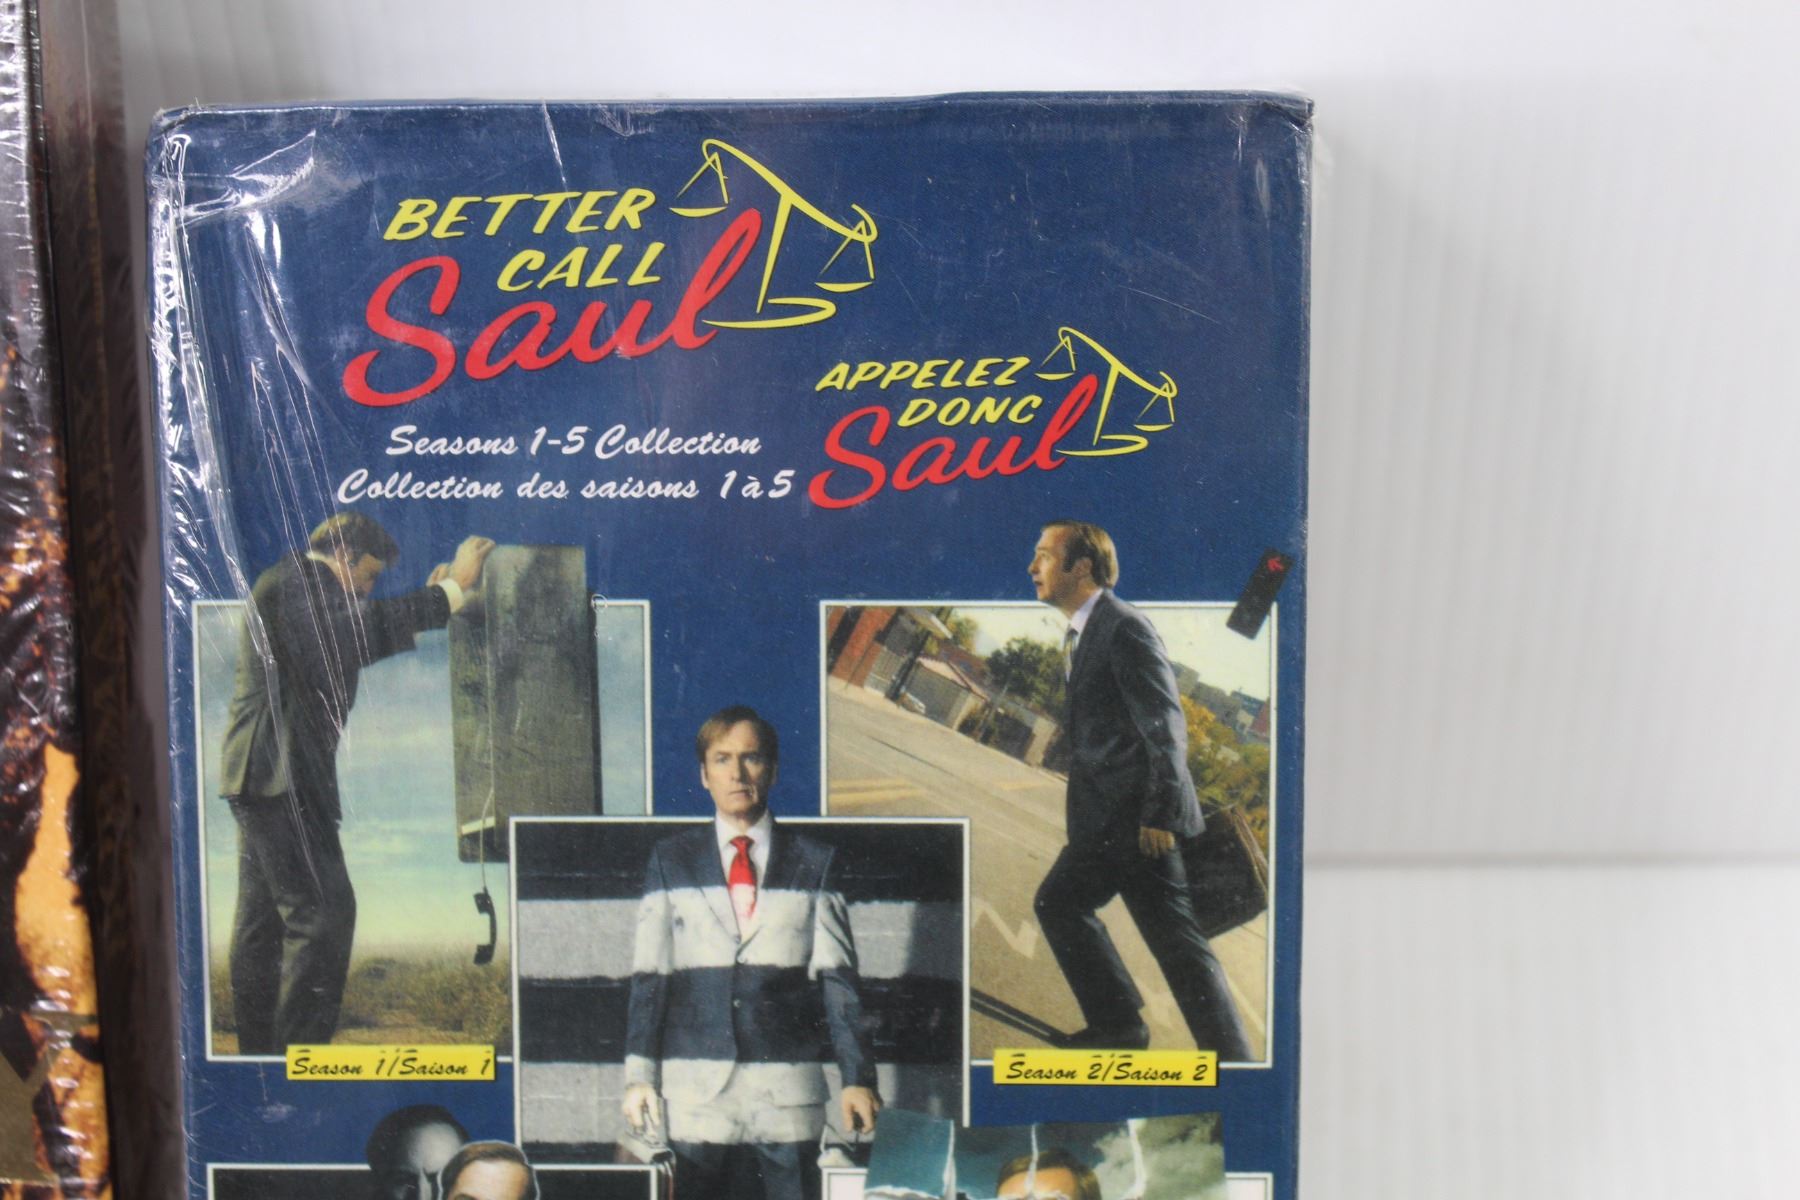 BETTER
CALL
Saul
APPELEZ
DONC
Saul
Seasons 1-5 Collection
Collection des saisons 1 à 5
Season 1/Saison 1
Season 2/Saison 2